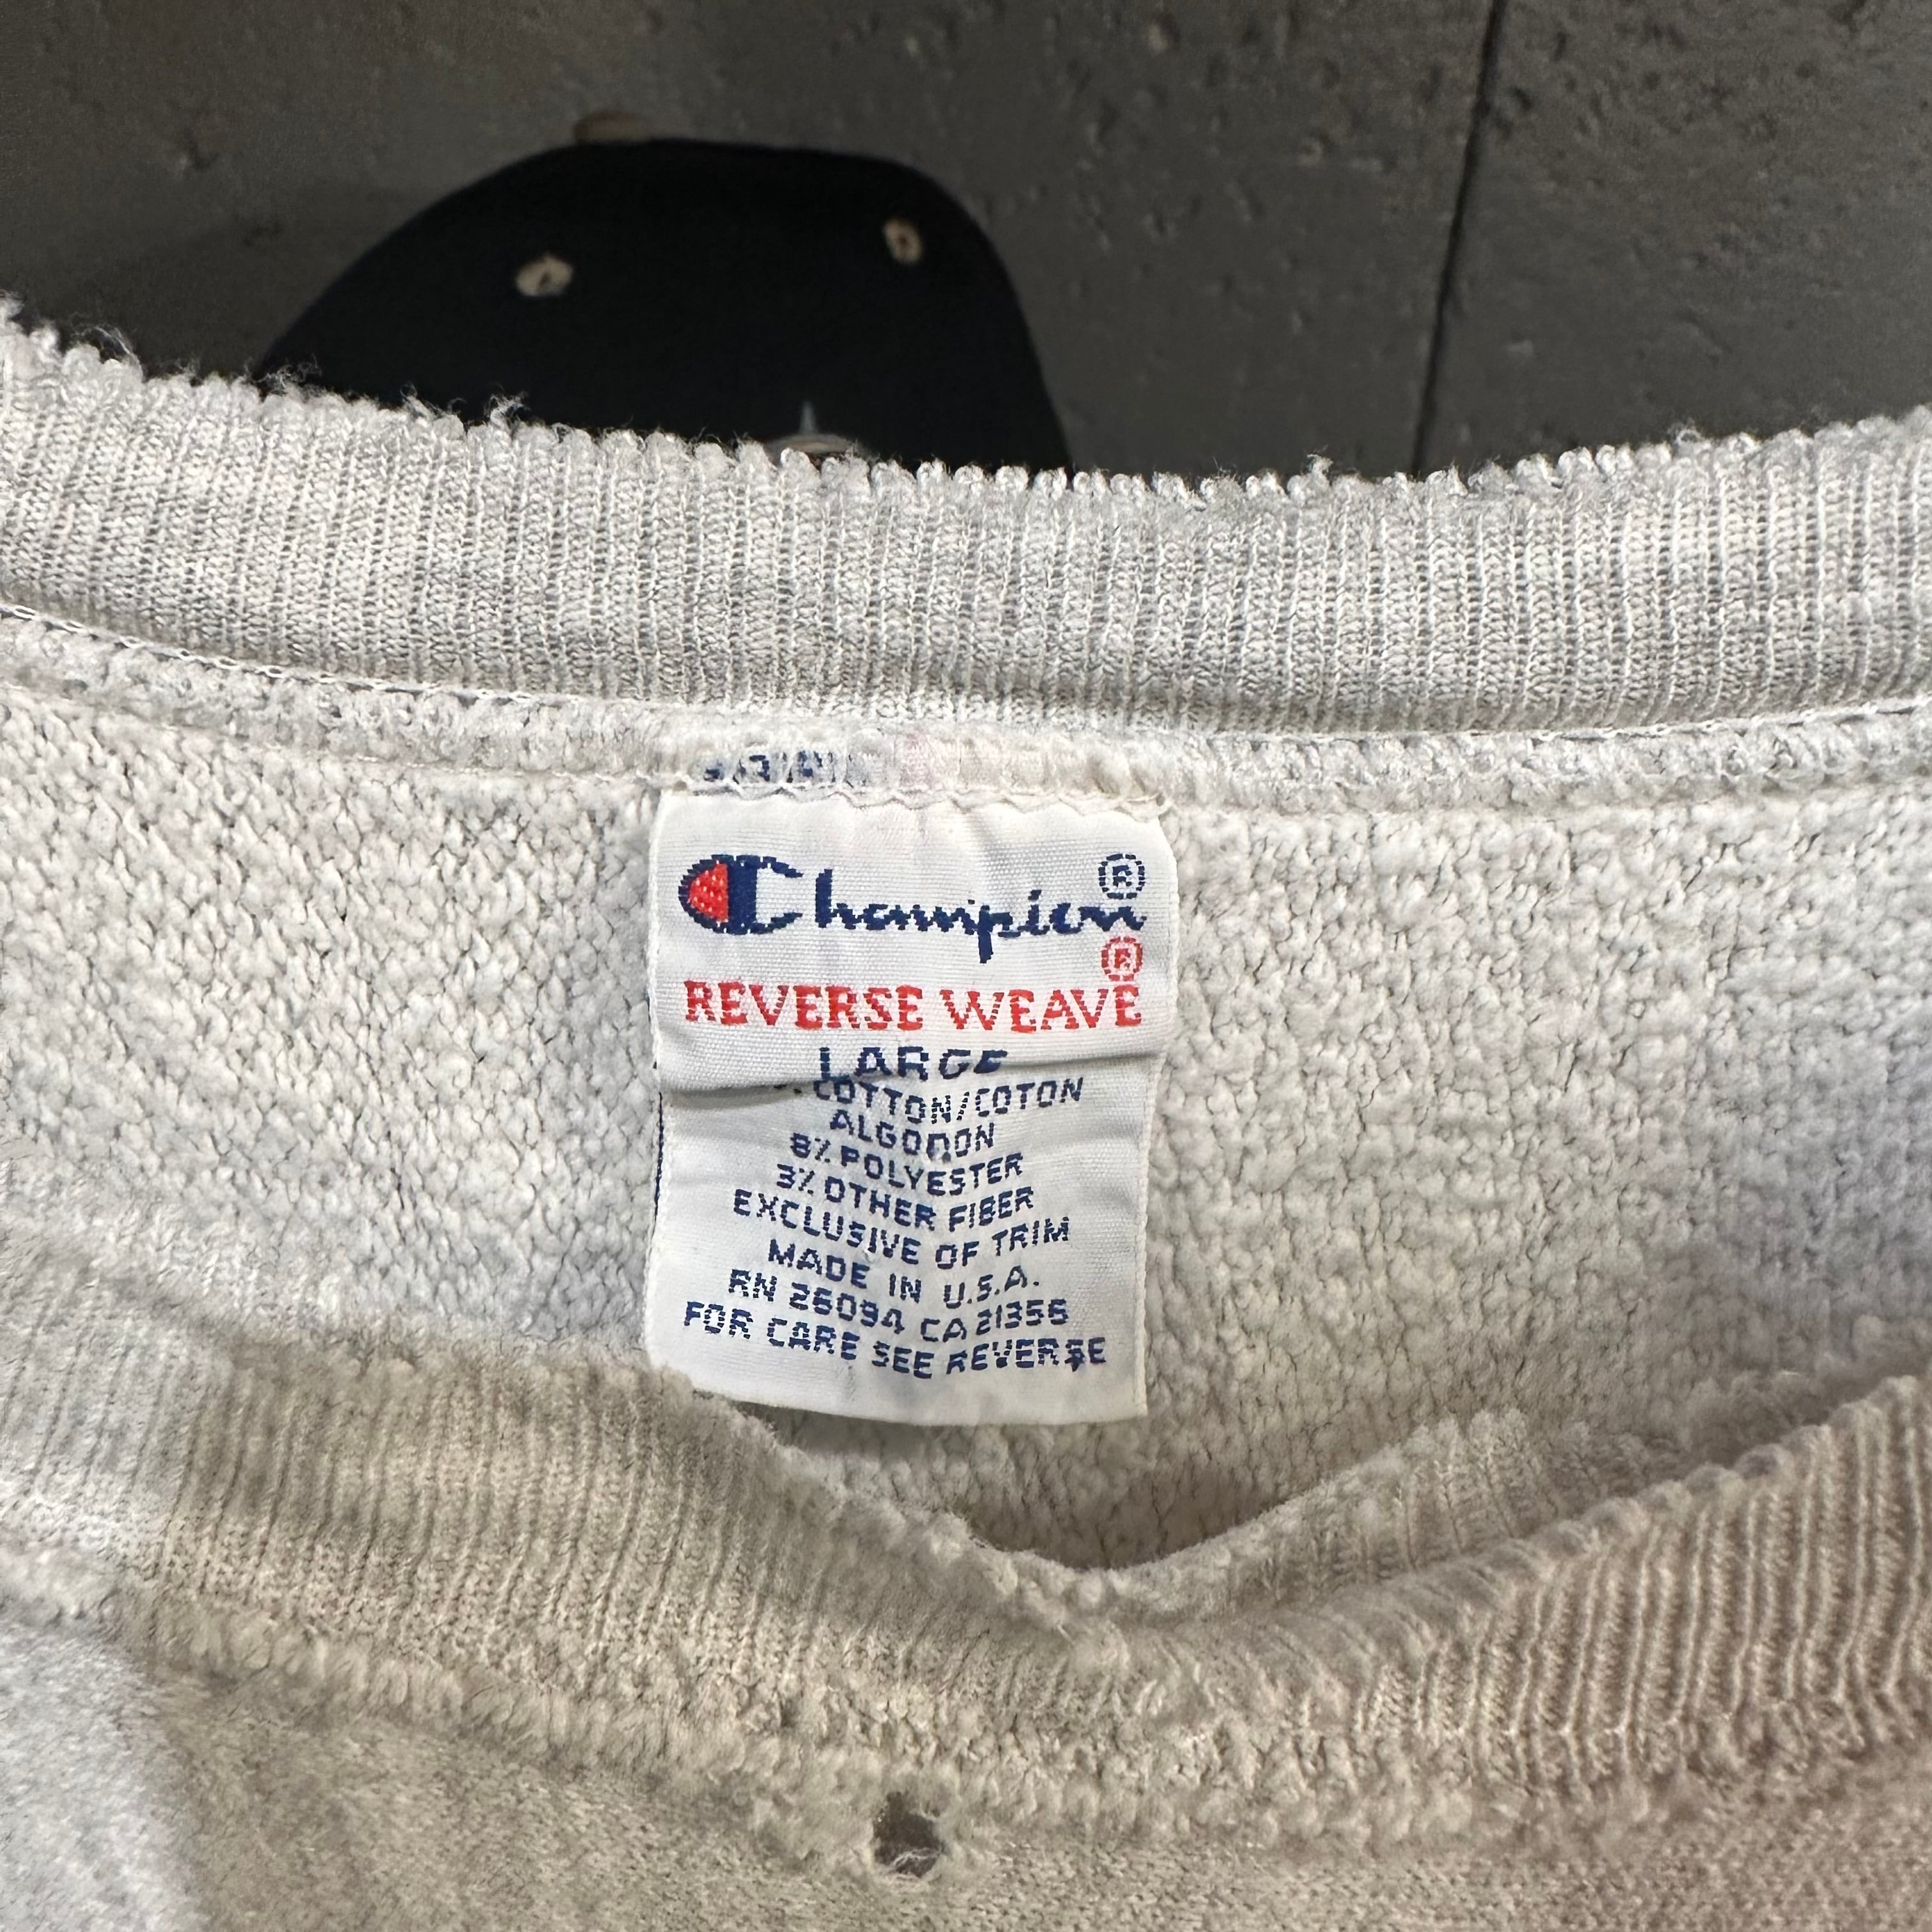 Champion®
®
REVERSE WEAVE
LARGE
COTTON/COTON
ALGODON
8% POLYESTER
3% OTHER FIBER
EXCLUSIVE OF TRIM
MADE IN U.S.A.
RN 26094 CA 21356
FOR CARE SEE REVERSE